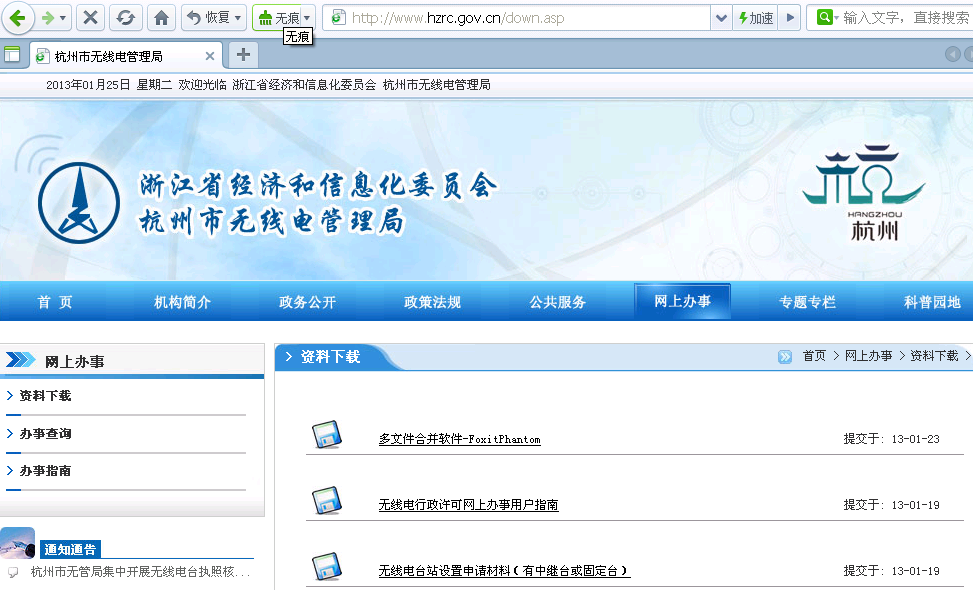 恢复 无痕 http://www.hzrc.gov.cn/down.asp 加速 输入文字，直接搜索
无痕
杭州市无线电管理局
2013年01月25日 星期二 欢迎光临 浙江省经济和信息化委员会 杭州市无线电管理局
浙江省经济和信息化委员会
杭州市无线电管理局
HANGZHOU
杭州
首 页 机构简介 政务公开 政策法规 公共服务 网上办事 专题专栏 科普园地
网上办事
资料下载
办事查询
办事指南
通知通告
杭州市无管局集中开展无线电台执照核...
资料下载 首页 > 网上办事 > 资料下载 >
多文件合并软件-FoxitPhantom 提交于: 13-01-23
无线电行政许可网上办事用户指南 提交于: 13-01-19
无线电台站设置申请材料（有中继台或固定台） 提交于: 13-01-19